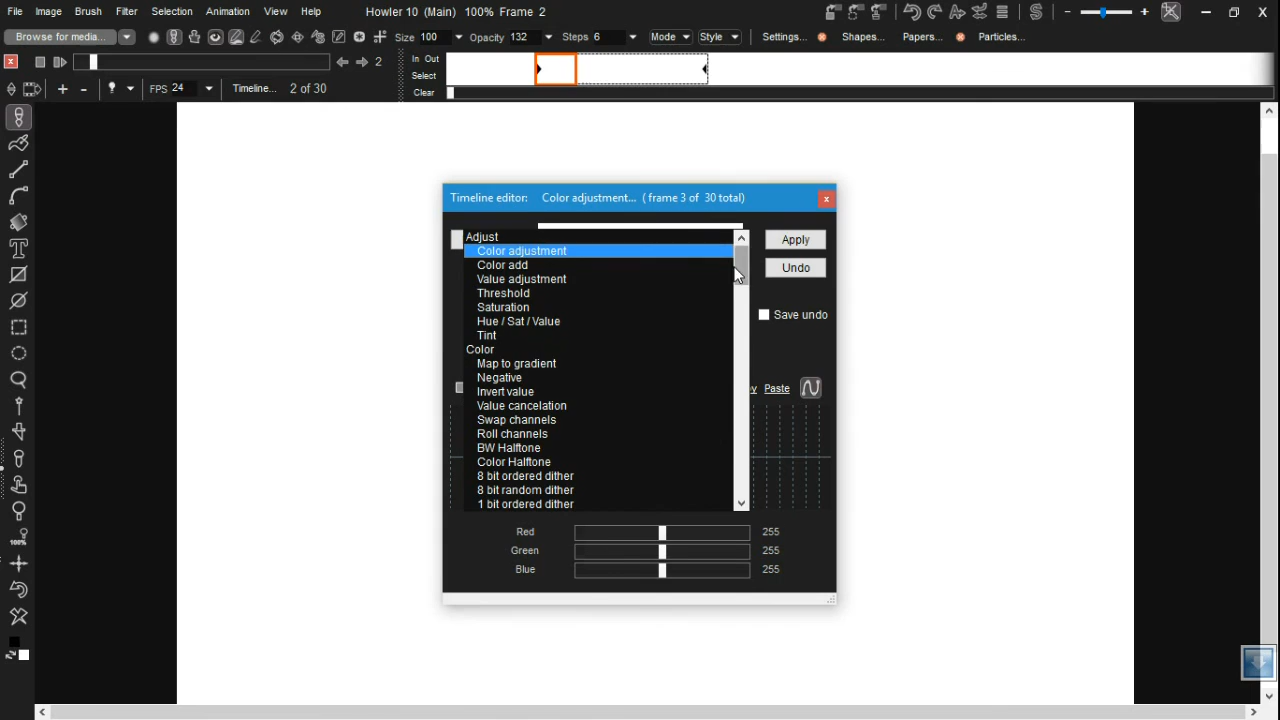 File Image Brush Filter Selection Animation View Help Howler 10 (Main) 100% Frame 2
Browse for media... Size 100 Opacity 132 Steps 6 Mode Style Settings... Shapes... Papers... Particles...
2 In Out
Select
FPS 24 Timeline... 2 of 30 Clear
T
Timeline editor: Color adjustment... ( frame 3 of 30 total) x
Adjust
Apply
Color adjustment
Color add
Undo
Value adjustment
Threshold
Saturation
Save undo
Hue / Sat / Value
Tint
Color
Map to gradient
Negative
Paste
Invert value
Value cancelation
Swap channels
Roll channels
BW Halftone
Color Halftone
8 bit ordered dither
8 bit random dither
1 bit ordered dither
Red 255
100%
Green 255
Blue 255